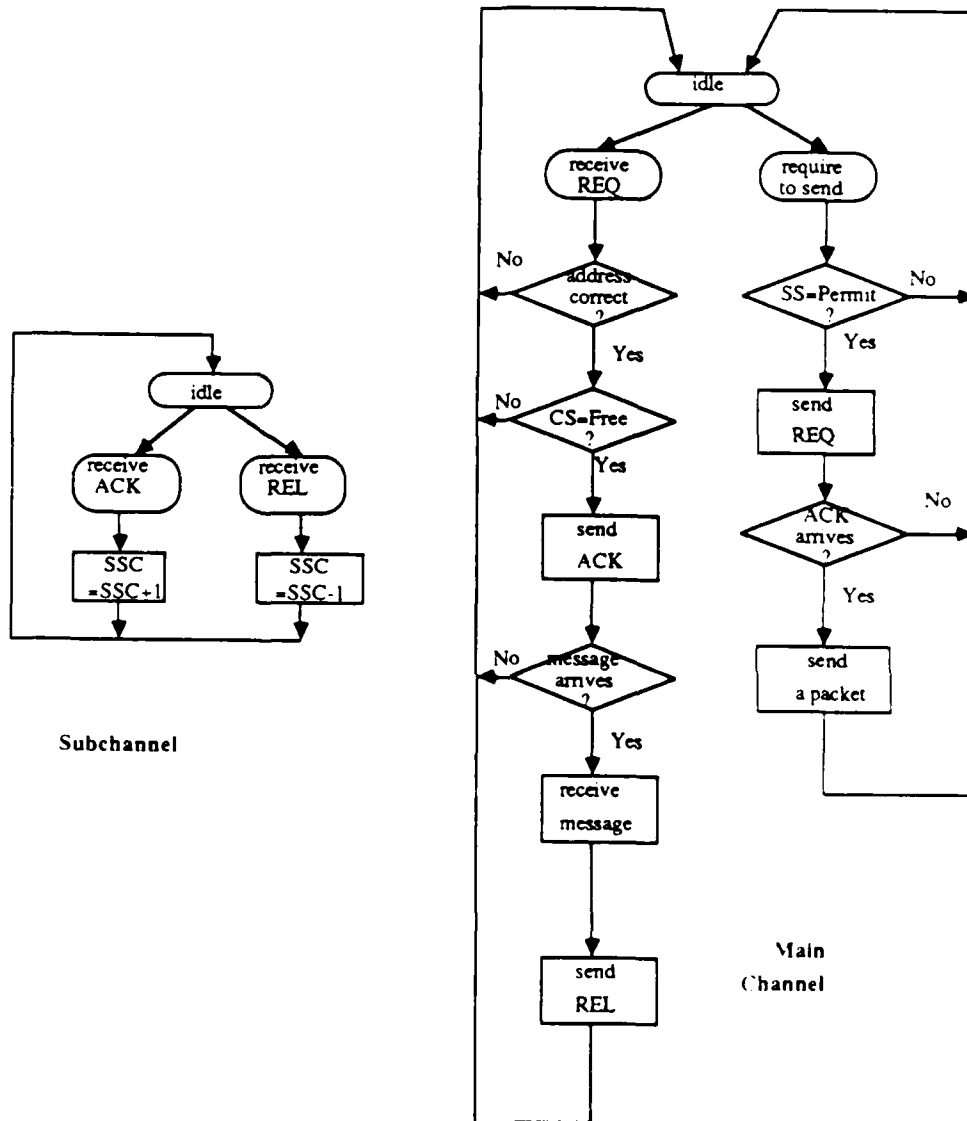 idle
receive
REQ
require
to send
No
address
correct
?
SS=Permit
?
No
Yes
Yes
idle
No
CS=Free
?
send
REQ
Yes
receive
ACK
receive
REL
ACK
arrives
?
No
send
ACK
SSC
=SSC+1
SSC
=SSC-1
Yes
No
message
arrives
?
send
a packet
Subchannel
Yes
receive
message
Main
Channel
send
REL